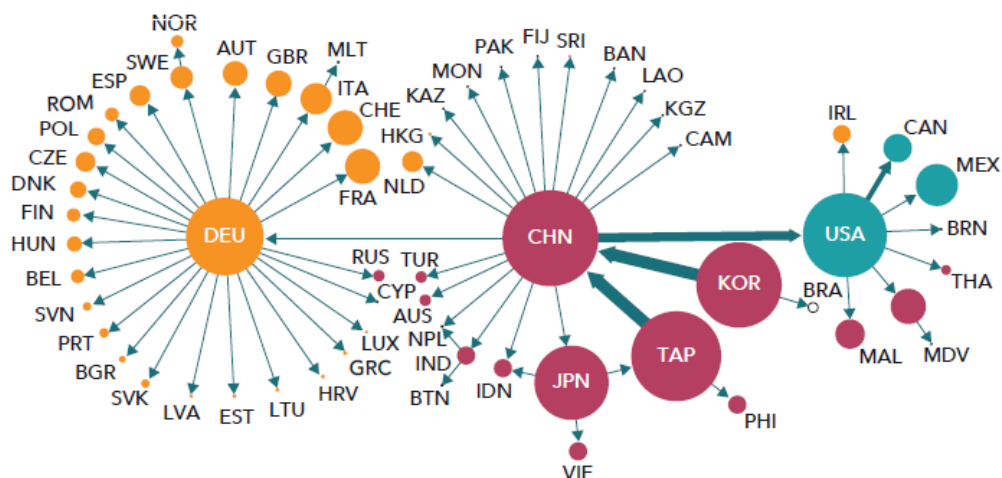 NOR
SWE
AUT
GBR
MLT
ITA
ESP
ROM
POL
CZE
DNK
FIN
HUN
BEL
SVN
PRT
BGR
SVK
LVA
EST
LTU
HRV
GRC
LUX
CYP
RUS
CHE
FRA
DEU
NLD
HKG
KAZ
MON
PAK
FIJ
SRI
BAN
LAO
KGZ
CAM
CHN
TUR
AUS
NPL
IND
BTN
IDN
JPN
VIE
TAP
PHI
KOR
BRA
USA
IRL
CAN
MEX
BRN
THA
MDV
MAL